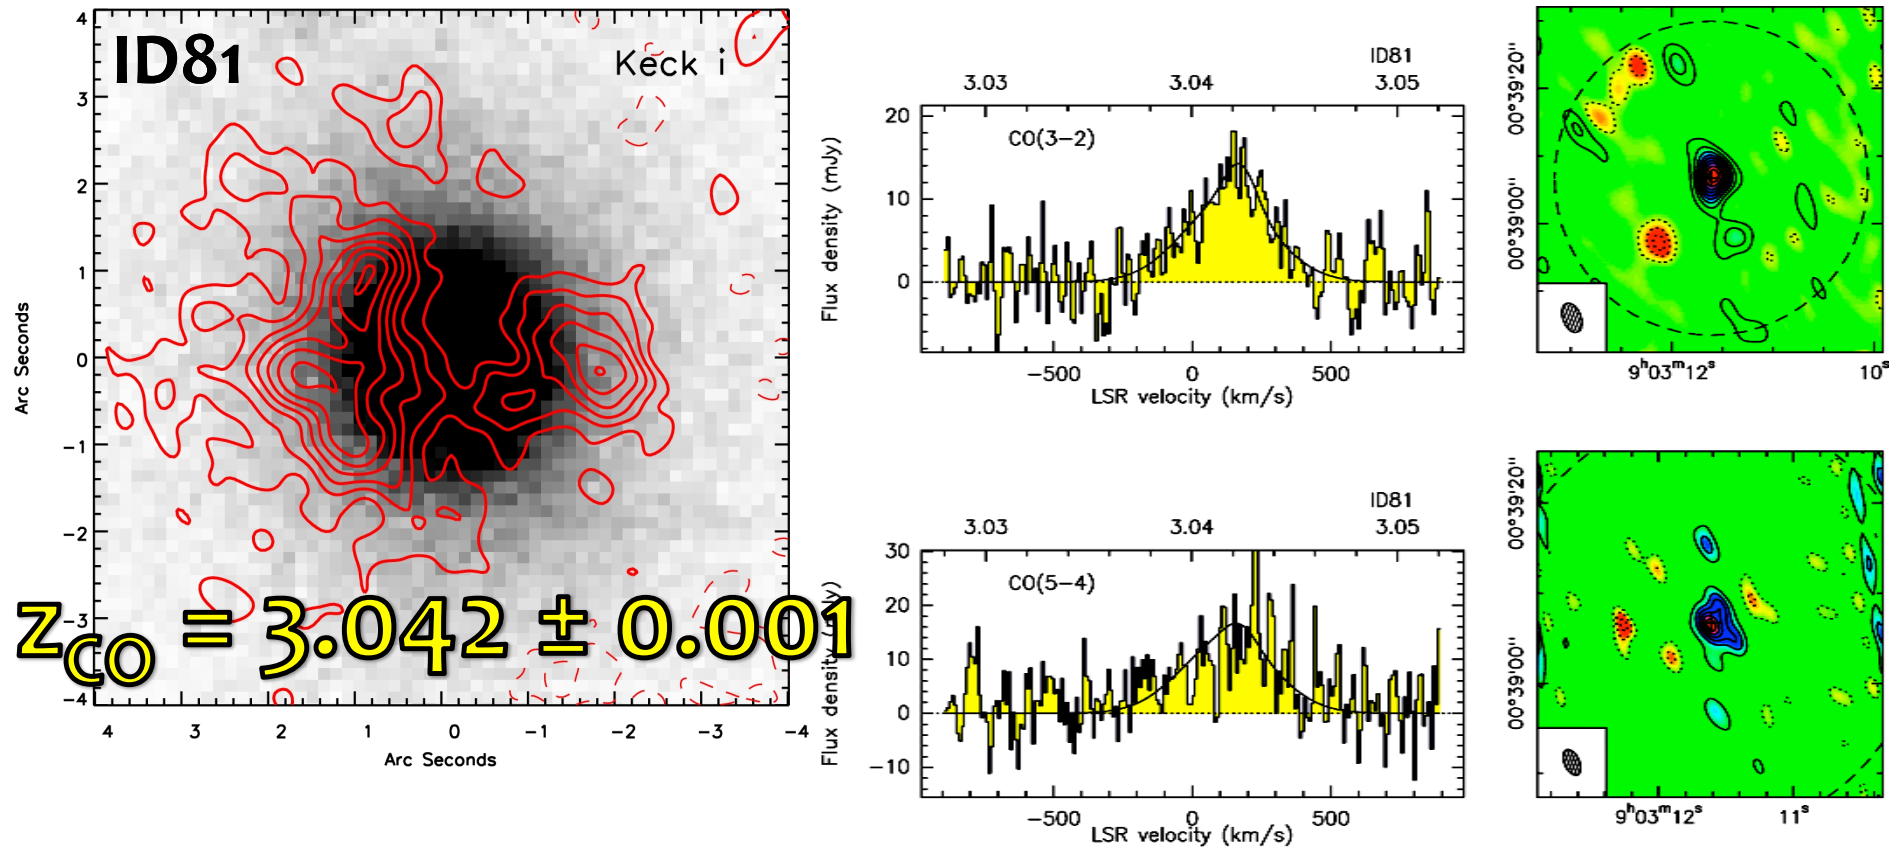 ID81
Keck i
4
3
2
1
0
−1
−2
−3
−4
Arc Seconds
4 3 2 1 0 -1 -2 -3 -4
Arc Seconds
zCO = 3.042 ± 0.001
ID81
3.03 3.04 3.05
CO(3−2)
20
10
0
Flux density (mJy)
−500 0 500
LSR velocity (km/s)
00°39'20"
00°39'00"
9h03m12s 10s
ID81
3.03 3.04 3.05
CO(5−4)
30
20
10
0
−10
Flux density (mJy)
−500 0 500
LSR velocity (km/s)
00°39'20"
00°39'00"
9h03m12s 11s